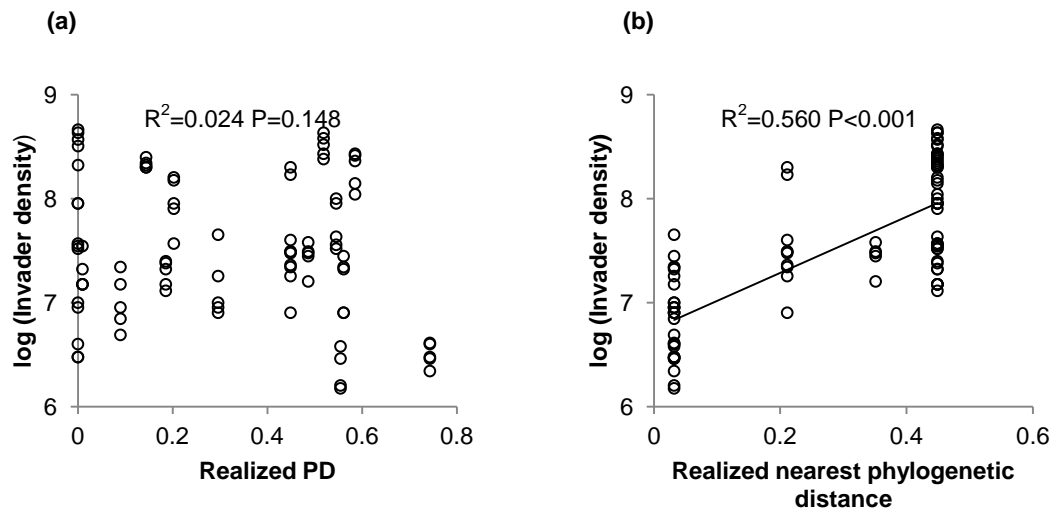 (a)
R²=0.024 P=0.148
log (Invader density)
9
8
7
6
0
0.2
0.4
0.6
0.8
Realized PD
(b)
R²=0.560 P<0.001
log (Invader density)
9
8
7
6
0
0.2
0.4
0.6
Realized nearest phylogenetic
distance